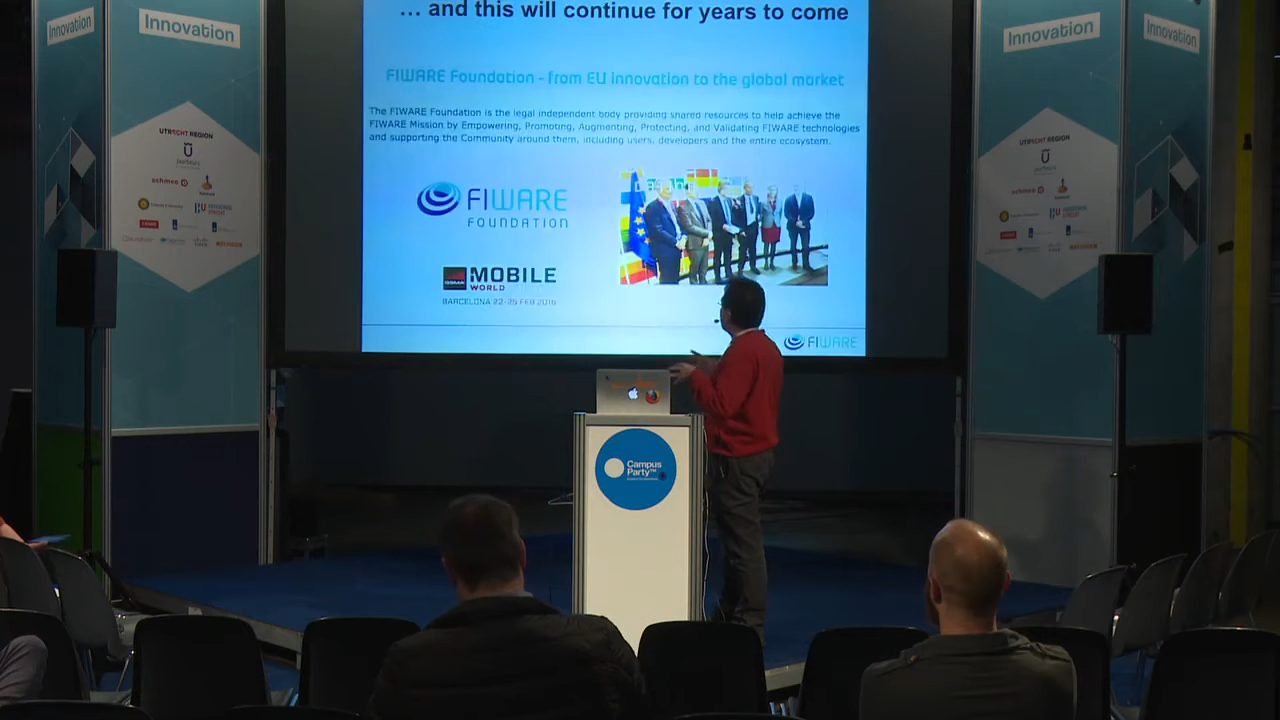 … and this will continue for years to come
Innovation
Innovation
Innovation
Innovation
FIWARE Foundation - from EU innovation to the global market
The FIWARE Foundation is the legal independent body providing shared resources to help achieve the
FIWARE Mission by Empowering, Promoting, Augmenting, Protecting, and Validating FIWARE technologies
and supporting the Community around them, including users, developers and the entire ecosystem.
FIWARE
FOUNDATION
MOBILE
WORLD
BARCELONA 22-25 FEB 2016
FIWARE
UTRECHT REGION
UTRECHT REGION
achmea
achmea
Campus
Party™